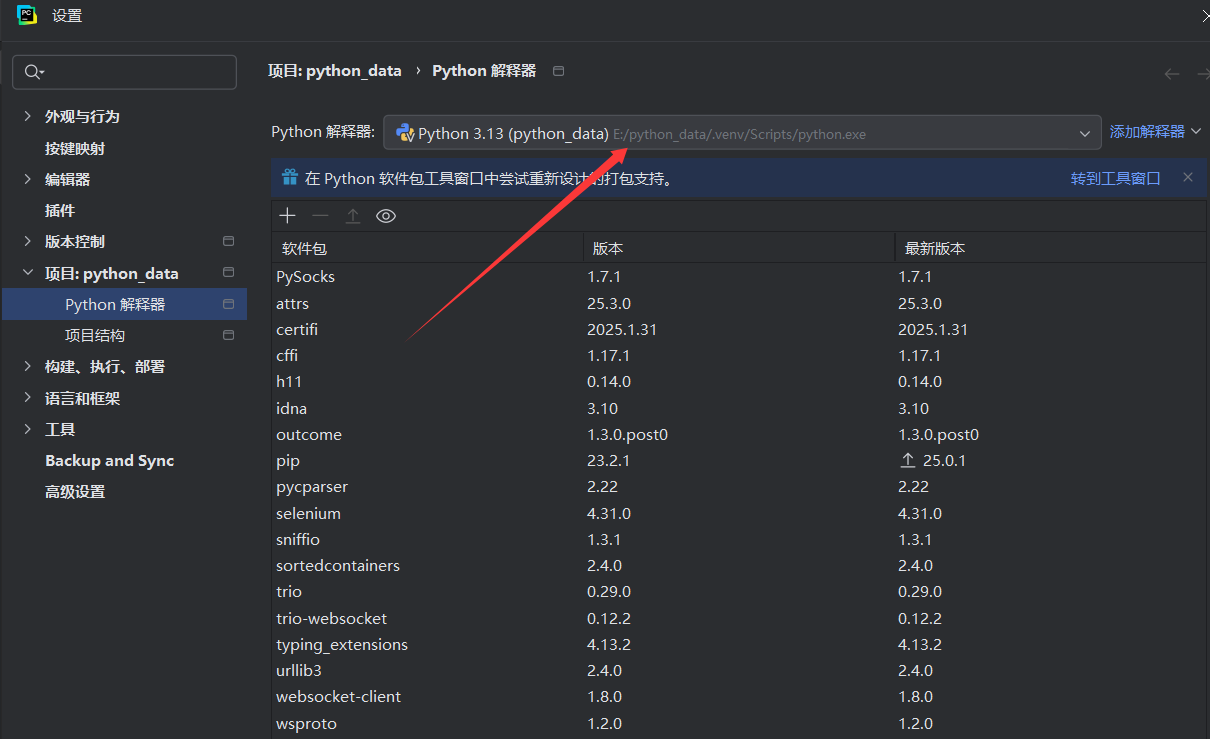 PC 设置
项目: python_data › Python 解释器
外观与行为
按键映射
编辑器
插件
版本控制
项目: python_data
Python 解释器
项目结构
构建、执行、部署
语言和框架
工具
Backup and Sync
高级设置
Python 解释器: Python 3.13 (python_data) E:/python_data/.venv/Scripts/python.exe 添加解释器
在 Python 软件包工具窗口中尝试重新设计的打包支持。 转到工具窗口
软件包 版本 最新版本
PySocks 1.7.1 1.7.1
attrs 25.3.0 25.3.0
certifi 2025.1.31 2025.1.31
cffi 1.17.1 1.17.1
h11 0.14.0 0.14.0
idna 3.10 3.10
outcome 1.3.0.post0 1.3.0.post0
pip 23.2.1 25.0.1
pycparser 2.22 2.22
selenium 4.31.0 4.31.0
sniffio 1.3.1 1.3.1
sortedcontainers 2.4.0 2.4.0
trio 0.29.0 0.29.0
trio-websocket 0.12.2 0.12.2
typing_extensions 4.13.2 4.13.2
urllib3 2.4.0 2.4.0
websocket-client 1.8.0 1.8.0
wsproto 1.2.0 1.2.0